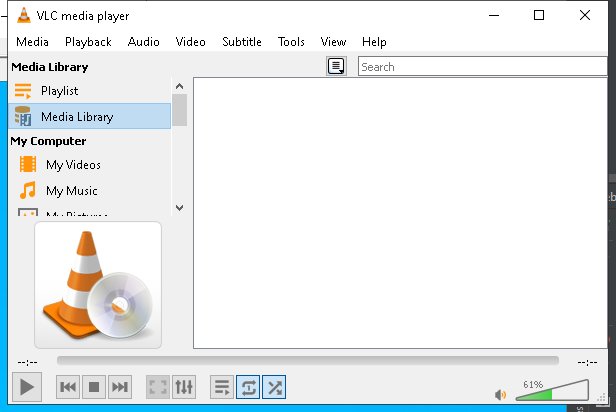 VLC media player
Media Playback Audio Video Subtitle Tools View Help
Media Library
Search
Playlist
Media Library
My Computer
My Videos
My Music
My Pictures
--:-- --:--
61%